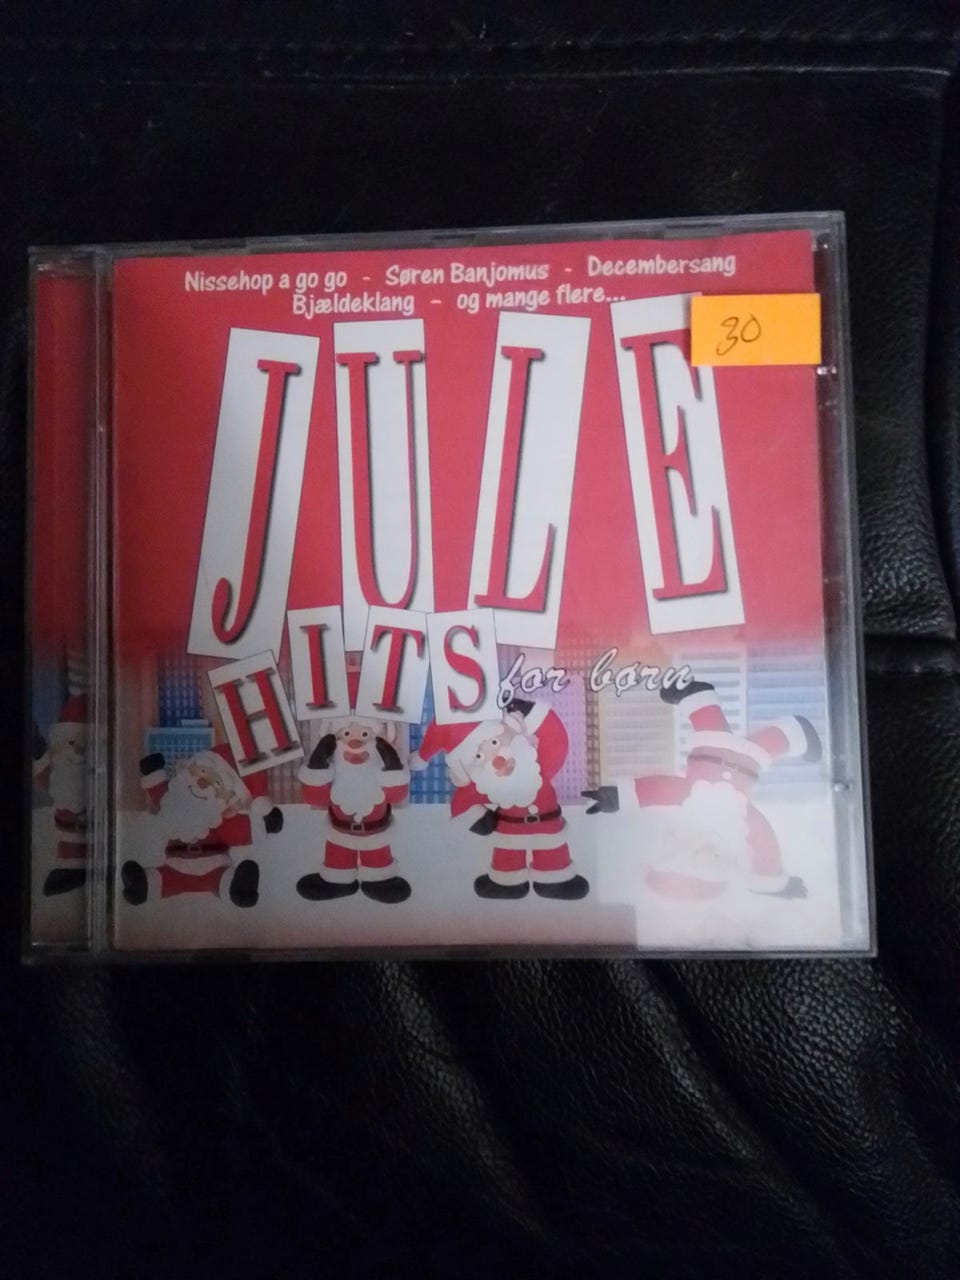 Nissehop a go go - Søren Banjomus - Decembersang
Bjældeklang - og mange flere...
30
JULE
HITS for børn